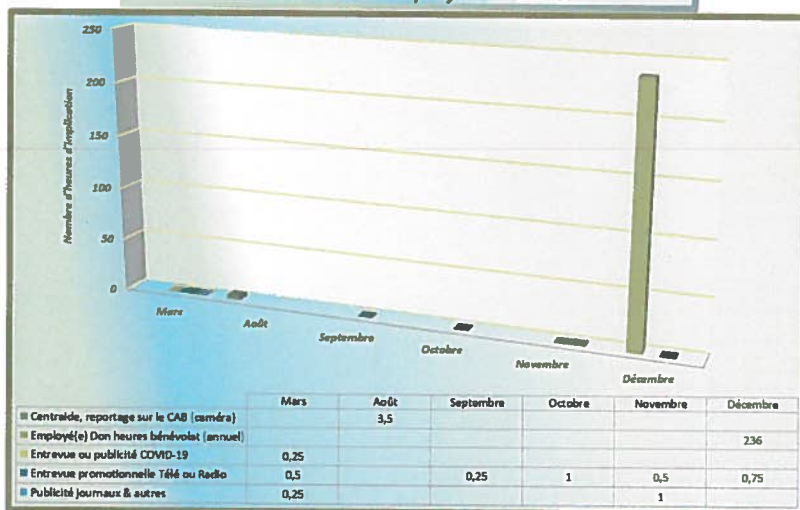 250
200
150
100
50
0
Nombre d'heures d'implication
Mars
Août
Septembre
Octobre
Novembre
Décembre
Mars Août Septembre Octobre Novembre Décembre
Centraide, reportage sur le CAB (caméra) 3,5
Employé(e) Don heures bénévolat (annuel) 236
Entrevue ou publicité COVID-19 0,25
Entrevue promotionnelle Télé ou Radio 0,5 0,25 1 0,5 0,75
Publicité journaux & autres 0,25 1